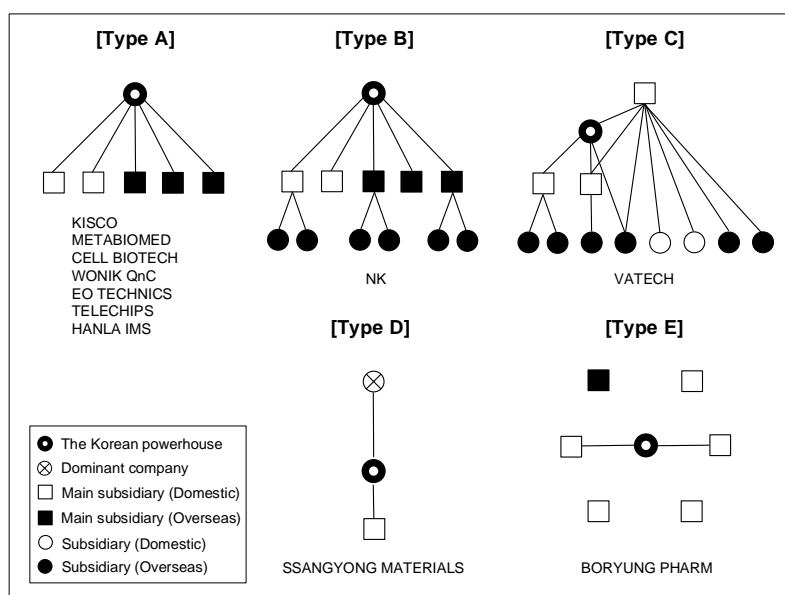 [Type A]
[Type B]
[Type C]
KISCO
METABIOMED
CELL BIOTECH
WONIK QnC
EO TECHNICS
TELECHIPS
HANLA IMS
NK
VATECH
[Type D]
[Type E]
The Korean powerhouse
Dominant company
Main subsidiary (Domestic)
Main subsidiary (Overseas)
Subsidiary (Domestic)
Subsidiary (Overseas)
SSANGYONG MATERIALS
BORYUNG PHARM